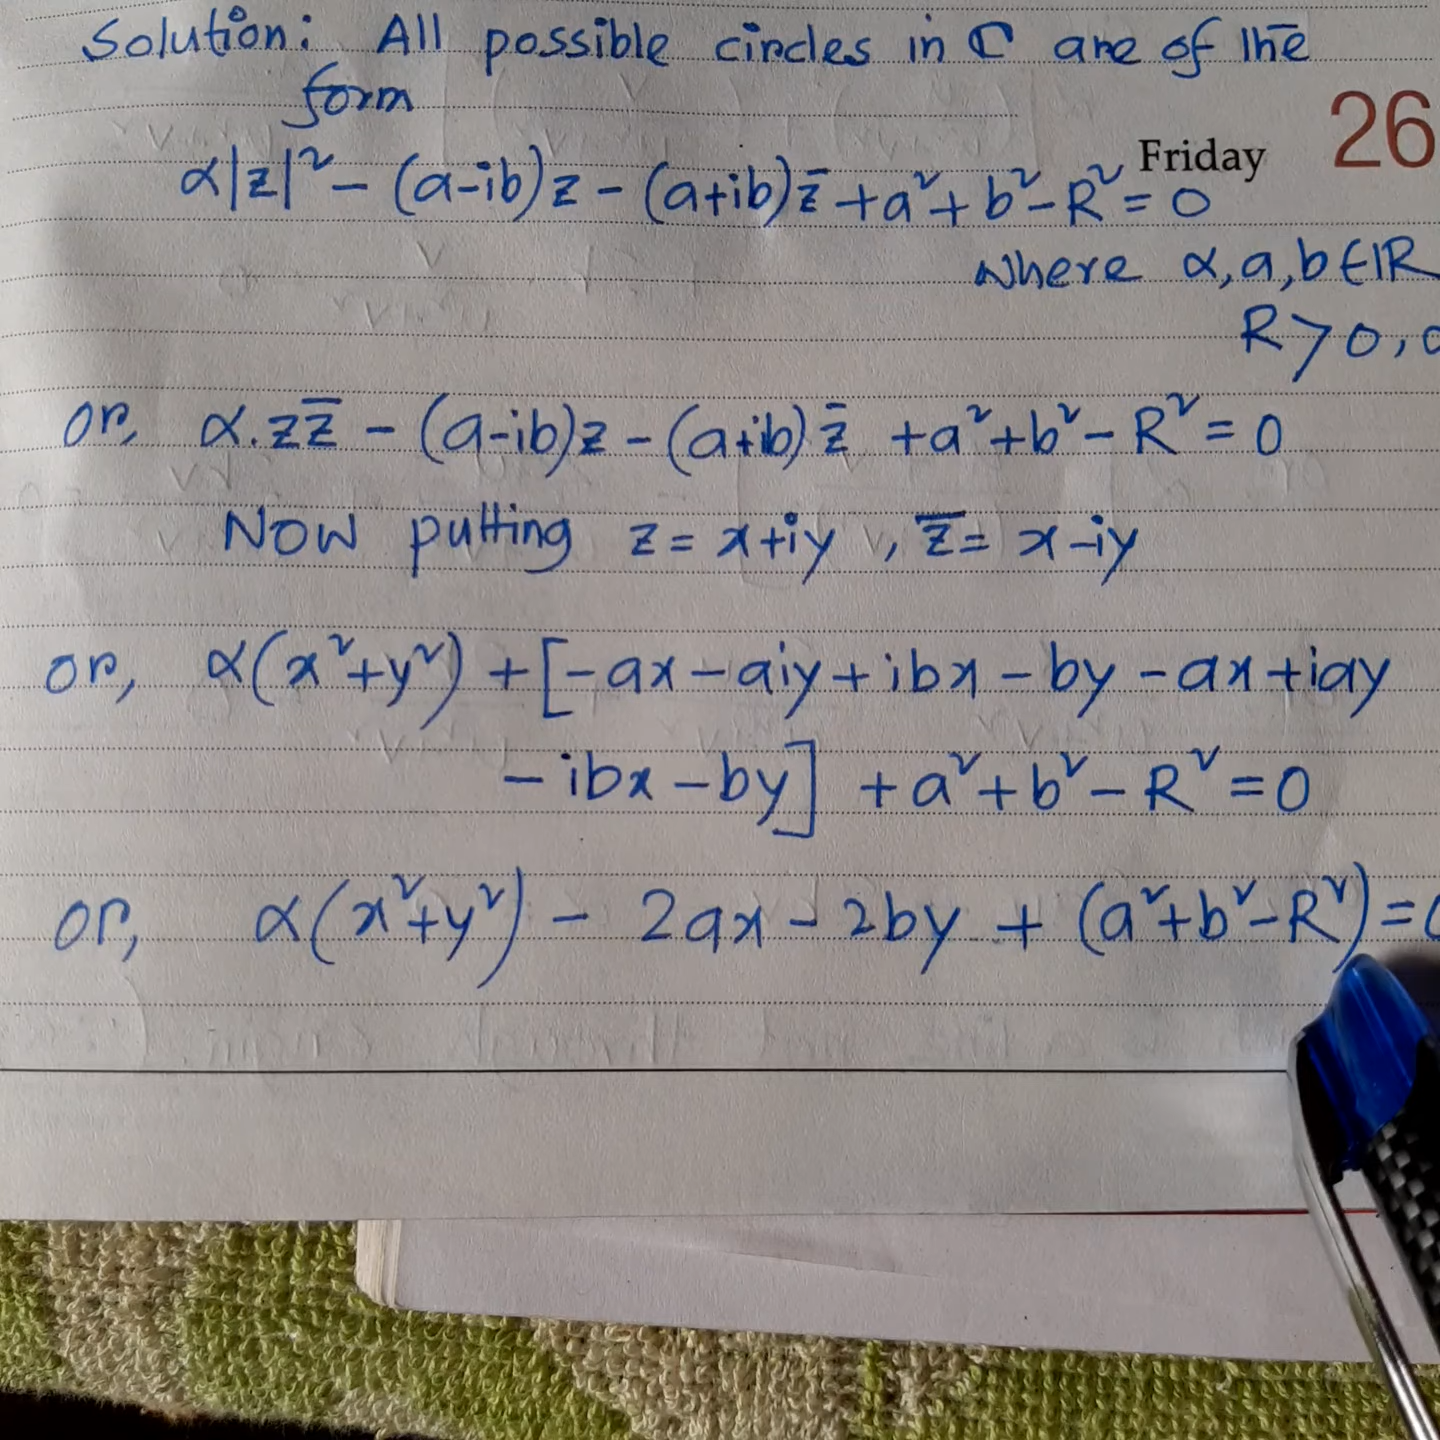 Solution: All possible circles in ℂ are of the
form
Friday 26
α|z|² - (a-ib)z - (a+ib)z̄ + a² + b² - R² = 0
where α, a, b ∈ ℝ
R > 0,
or, α.zz̄ - (a-ib)z - (a+ib)z̄ + a² + b² - R² = 0
Now putting z = x+iy, z̄ = x-iy
or, α(x²+y²) + [-ax - aiy + ibx - by - ax + iay
- ibx - by] + a² + b² - R² = 0
or, α(x²+y²) - 2ax - 2by + (a²+b²-R²) = 0